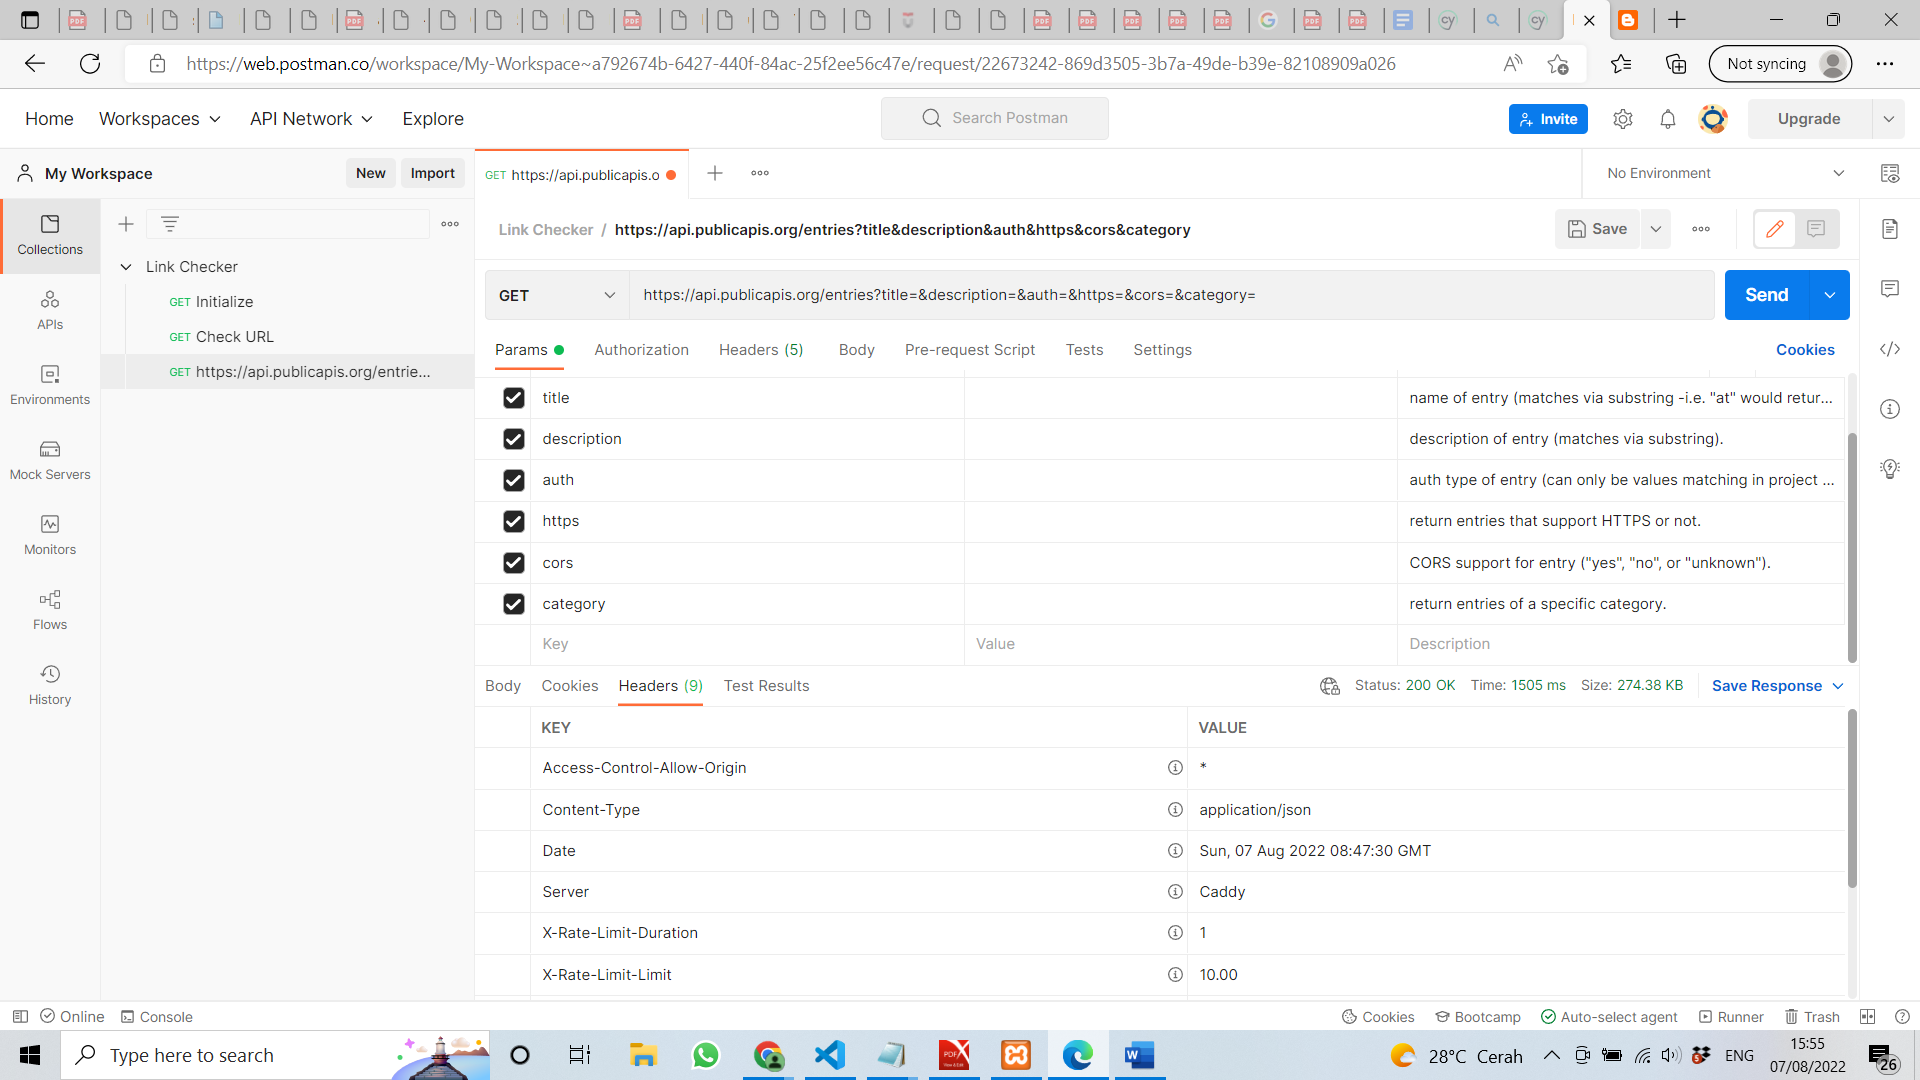 https://web.postman.co/workspace/My-Workspace~a792674b-6427-440f-84ac-25f2ee56c47e/request/22673242-869d3505-3b7a-49de-b39e-82108909a026
Not syncing
Home
Workspaces
API Network
Explore
Search Postman
Invite
Upgrade
My Workspace
New
Import
GET https://api.publicapis.o
No Environment
Collections
APIs
Environments
Mock Servers
Monitors
Flows
History
Link Checker
GET Initialize
GET Check URL
GET https://api.publicapis.org/entrie...
Link Checker / https://api.publicapis.org/entries?title&description&auth&https&cors&category
Save
GET
https://api.publicapis.org/entries?title=&description=&auth=&https=&cors=&category=
Send
Params
Authorization
Headers (5)
Body
Pre-request Script
Tests
Settings
Cookies
title
name of entry (matches via substring -i.e. "at" would retur...
description
description of entry (matches via substring).
auth
auth type of entry (can only be values matching in project ...
https
return entries that support HTTPS or not.
cors
CORS support for entry ("yes", "no", or "unknown").
category
return entries of a specific category.
Key
Value
Description
Body
Cookies
Headers (9)
Test Results
Status: 200 OK
Time: 1505 ms
Size: 274.38 KB
Save Response
KEY
VALUE
Access-Control-Allow-Origin
*
Content-Type
application/json
Date
Sun, 07 Aug 2022 08:47:30 GMT
Server
Caddy
X-Rate-Limit-Duration
1
X-Rate-Limit-Limit
10.00
Online
Console
Cookies
Bootcamp
Auto-select agent
Runner
Trash
Type here to search
28°C Cerah
ENG
15:55
07/08/2022
26